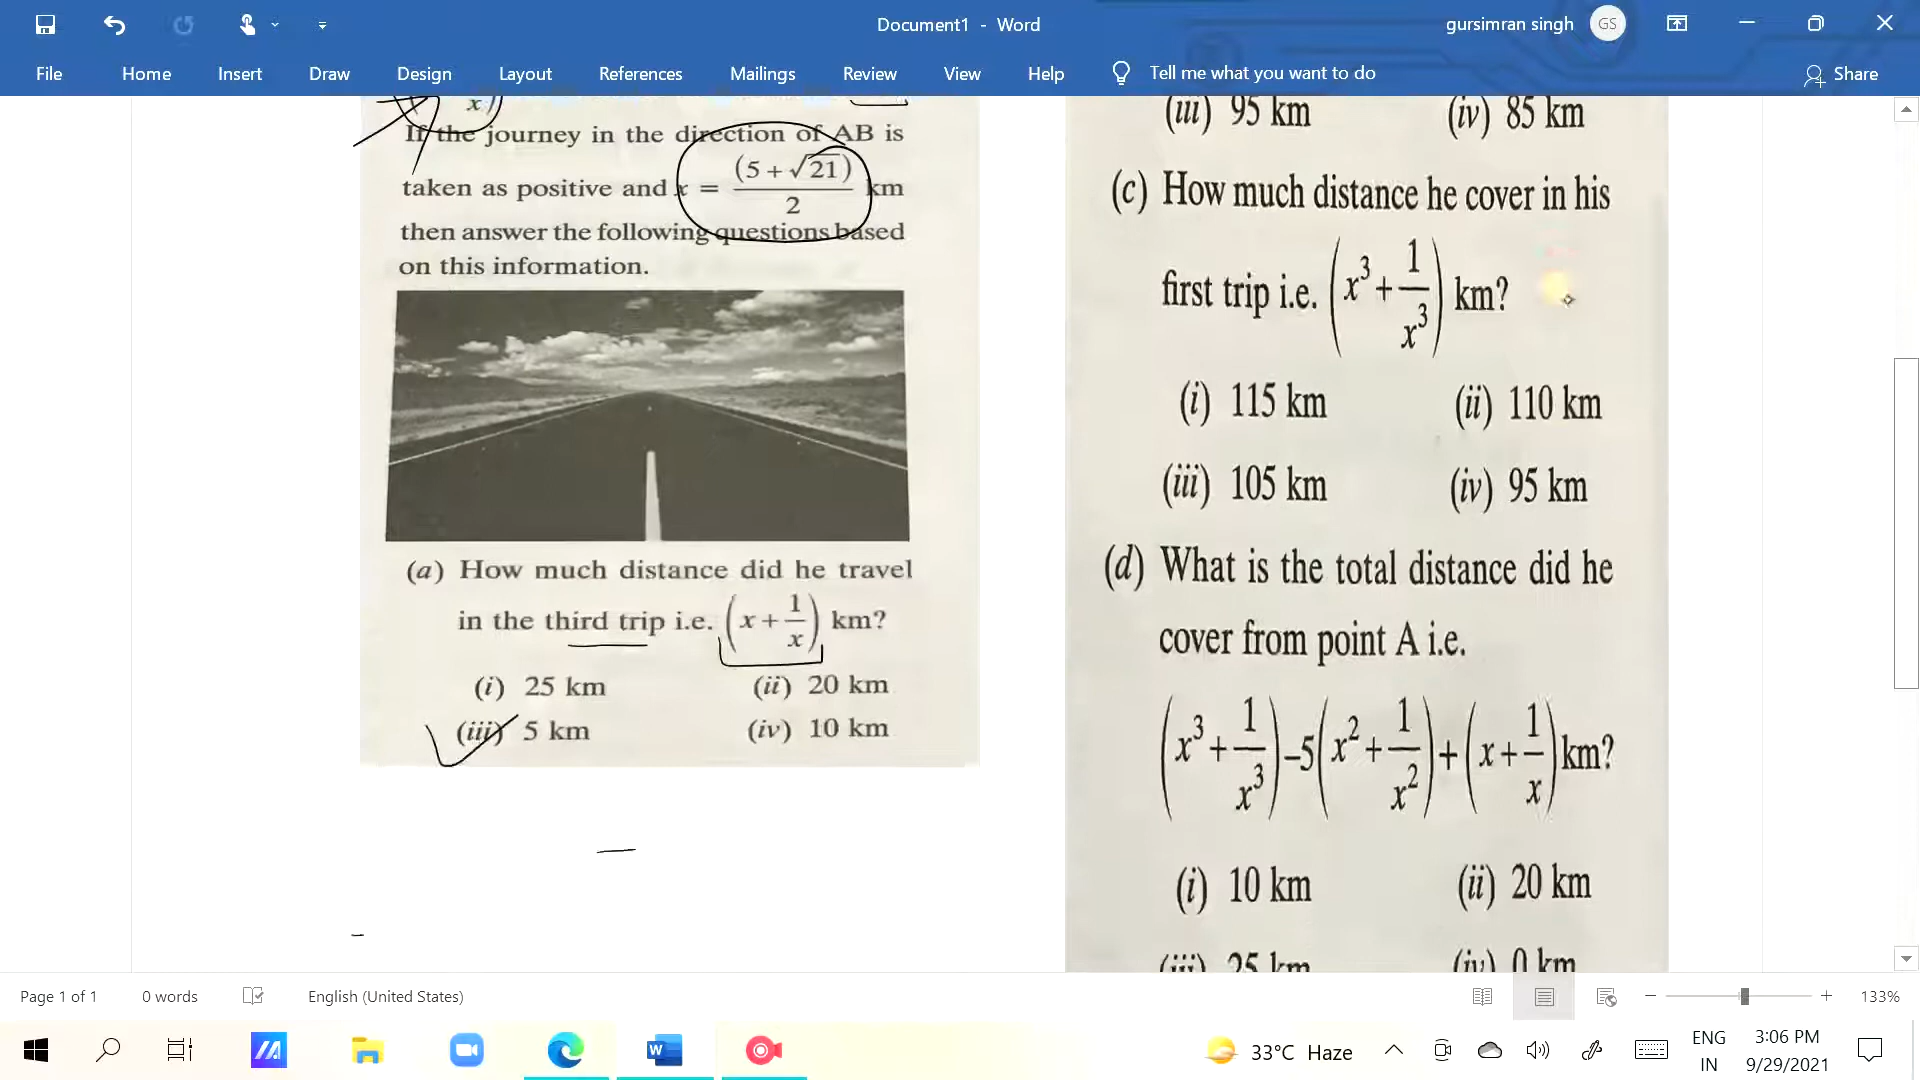 Document1 - Word
gursimran singh
GS
File Home Insert Draw Design Layout References Mailings Review View Help Tell me what you want to do Share
x
If the journey in the direction of AB is
taken as positive and x = (5 + √21) / 2 km
then answer the following questions based
on this information.
(a) How much distance did he travel
in the third trip i.e. (x + 1/x) km?
(i) 25 km (ii) 20 km
(iii) 5 km (iv) 10 km
(iii) 95 km (iv) 85 km
(c) How much distance he cover in his
first trip i.e. (x³ + 1/x³) km?
(i) 115 km (ii) 110 km
(iii) 105 km (iv) 95 km
(d) What is the total distance did he
cover from point A i.e.
(x³ + 1/x³) – 5(x² + 1/x²) + (x + 1/x) km?
(i) 10 km (ii) 20 km
(iii) 25 km (iv) 0 km
Page 1 of 1 0 words English (United States) 133%
W
33°C Haze
ENG
IN
3:06 PM
9/29/2021